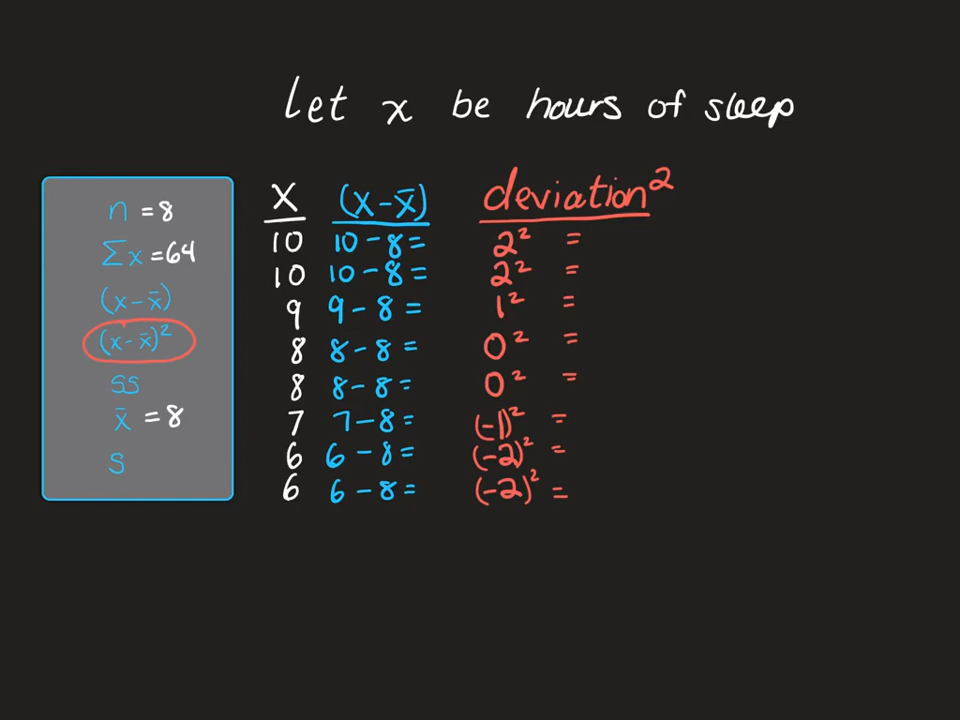 Let x be hours of sleep
n = 8
Σx = 64
(x - x̄)
(x - x̄)²
SS
x̄ = 8
S
X (X - X̄) deviation²
10 10 - 8 = 2² =
10 10 - 8 = 2² =
9 9 - 8 = 1² =
8 8 - 8 = 0² =
8 8 - 8 = 0² =
7 7 - 8 = (-1)² =
6 6 - 8 = (-2)² =
6 6 - 8 = (-2)² =